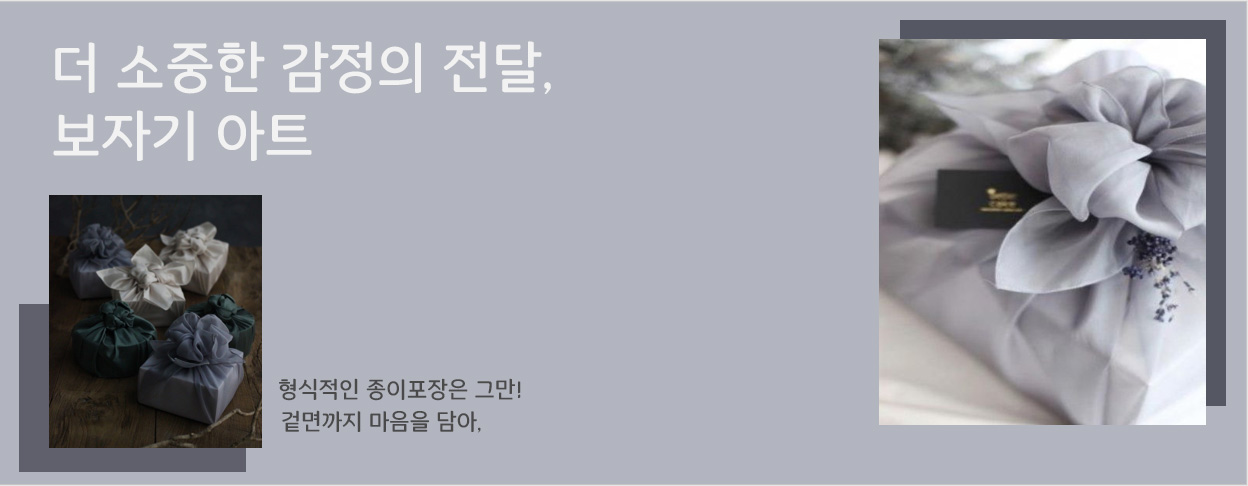 더 소중한 감정의 전달,
보자기 아트
형식적인 종이포장은 그만!
겉면까지 마음을 담아,